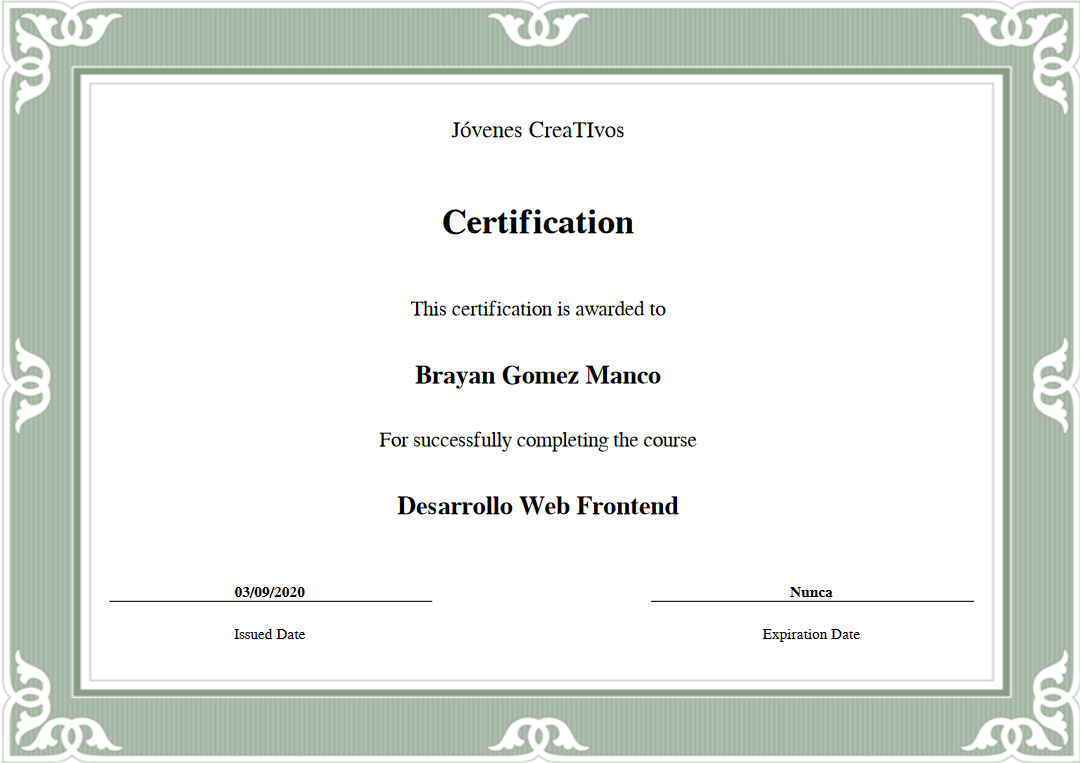 Jóvenes CreaTIvos
Certification
This certification is awarded to
Brayan Gomez Manco
For successfully completing the course
Desarrollo Web Frontend
03/09/2020
Issued Date
Nunca
Expiration Date